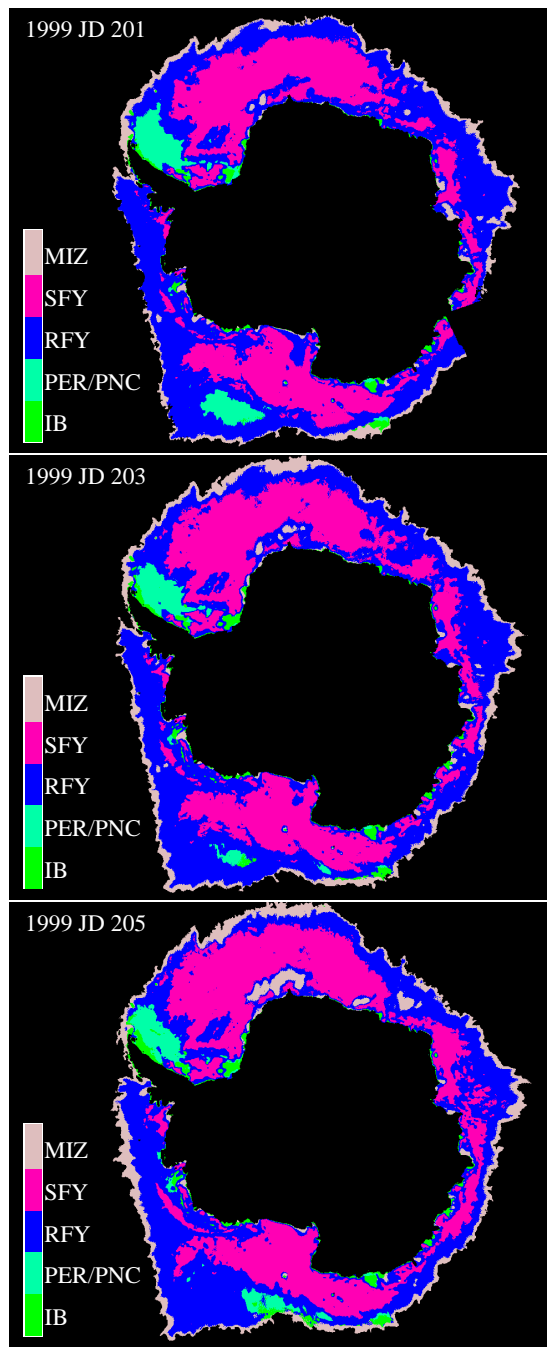 1999 JD 201
MIZ
SFY
RFY
PER/PNC
IB
1999 JD 203
MIZ
SFY
RFY
PER/PNC
IB
1999 JD 205
MIZ
SFY
RFY
PER/PNC
IB